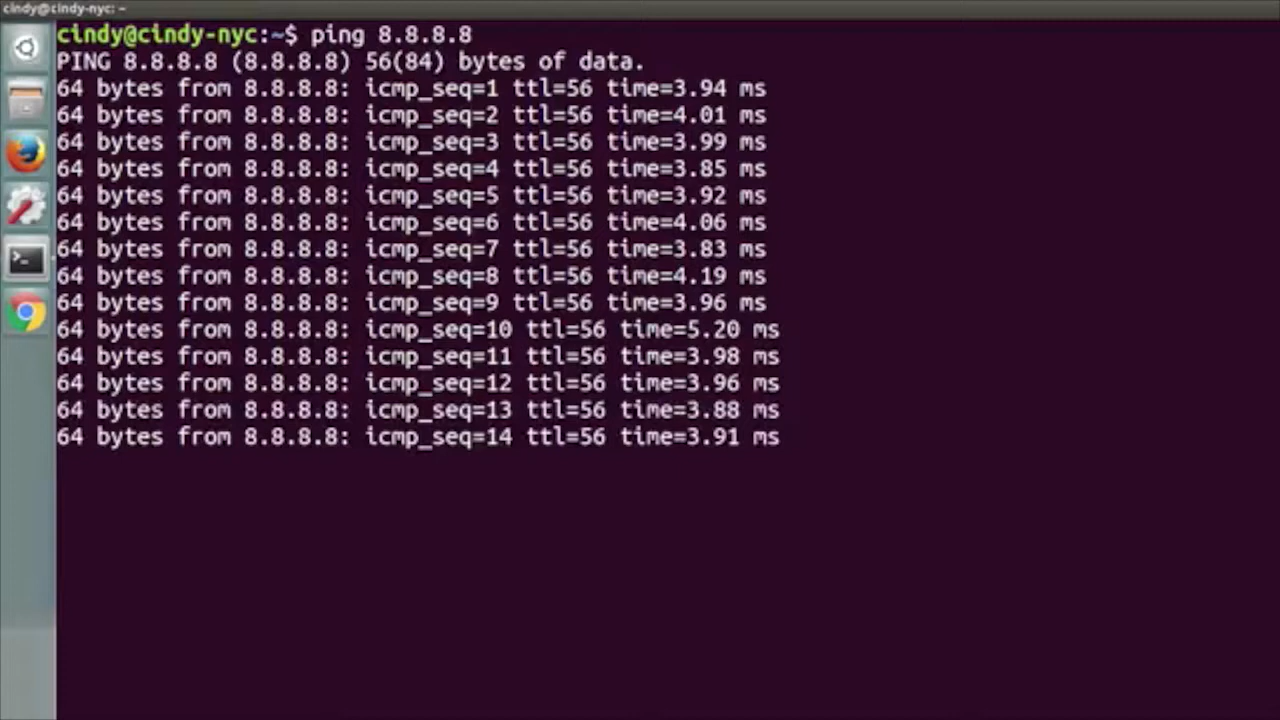 cindy@cindy-nyc: ~
cindy@cindy-nyc:~$ ping 8.8.8.8
PING 8.8.8.8 (8.8.8.8) 56(84) bytes of data.
64 bytes from 8.8.8.8: icmp_seq=1 ttl=56 time=3.94 ms
64 bytes from 8.8.8.8: icmp_seq=2 ttl=56 time=4.01 ms
64 bytes from 8.8.8.8: icmp_seq=3 ttl=56 time=3.99 ms
64 bytes from 8.8.8.8: icmp_seq=4 ttl=56 time=3.85 ms
64 bytes from 8.8.8.8: icmp_seq=5 ttl=56 time=3.92 ms
64 bytes from 8.8.8.8: icmp_seq=6 ttl=56 time=4.06 ms
64 bytes from 8.8.8.8: icmp_seq=7 ttl=56 time=3.83 ms
64 bytes from 8.8.8.8: icmp_seq=8 ttl=56 time=4.19 ms
64 bytes from 8.8.8.8: icmp_seq=9 ttl=56 time=3.96 ms
64 bytes from 8.8.8.8: icmp_seq=10 ttl=56 time=5.20 ms
64 bytes from 8.8.8.8: icmp_seq=11 ttl=56 time=3.98 ms
64 bytes from 8.8.8.8: icmp_seq=12 ttl=56 time=3.96 ms
64 bytes from 8.8.8.8: icmp_seq=13 ttl=56 time=3.88 ms
64 bytes from 8.8.8.8: icmp_seq=14 ttl=56 time=3.91 ms